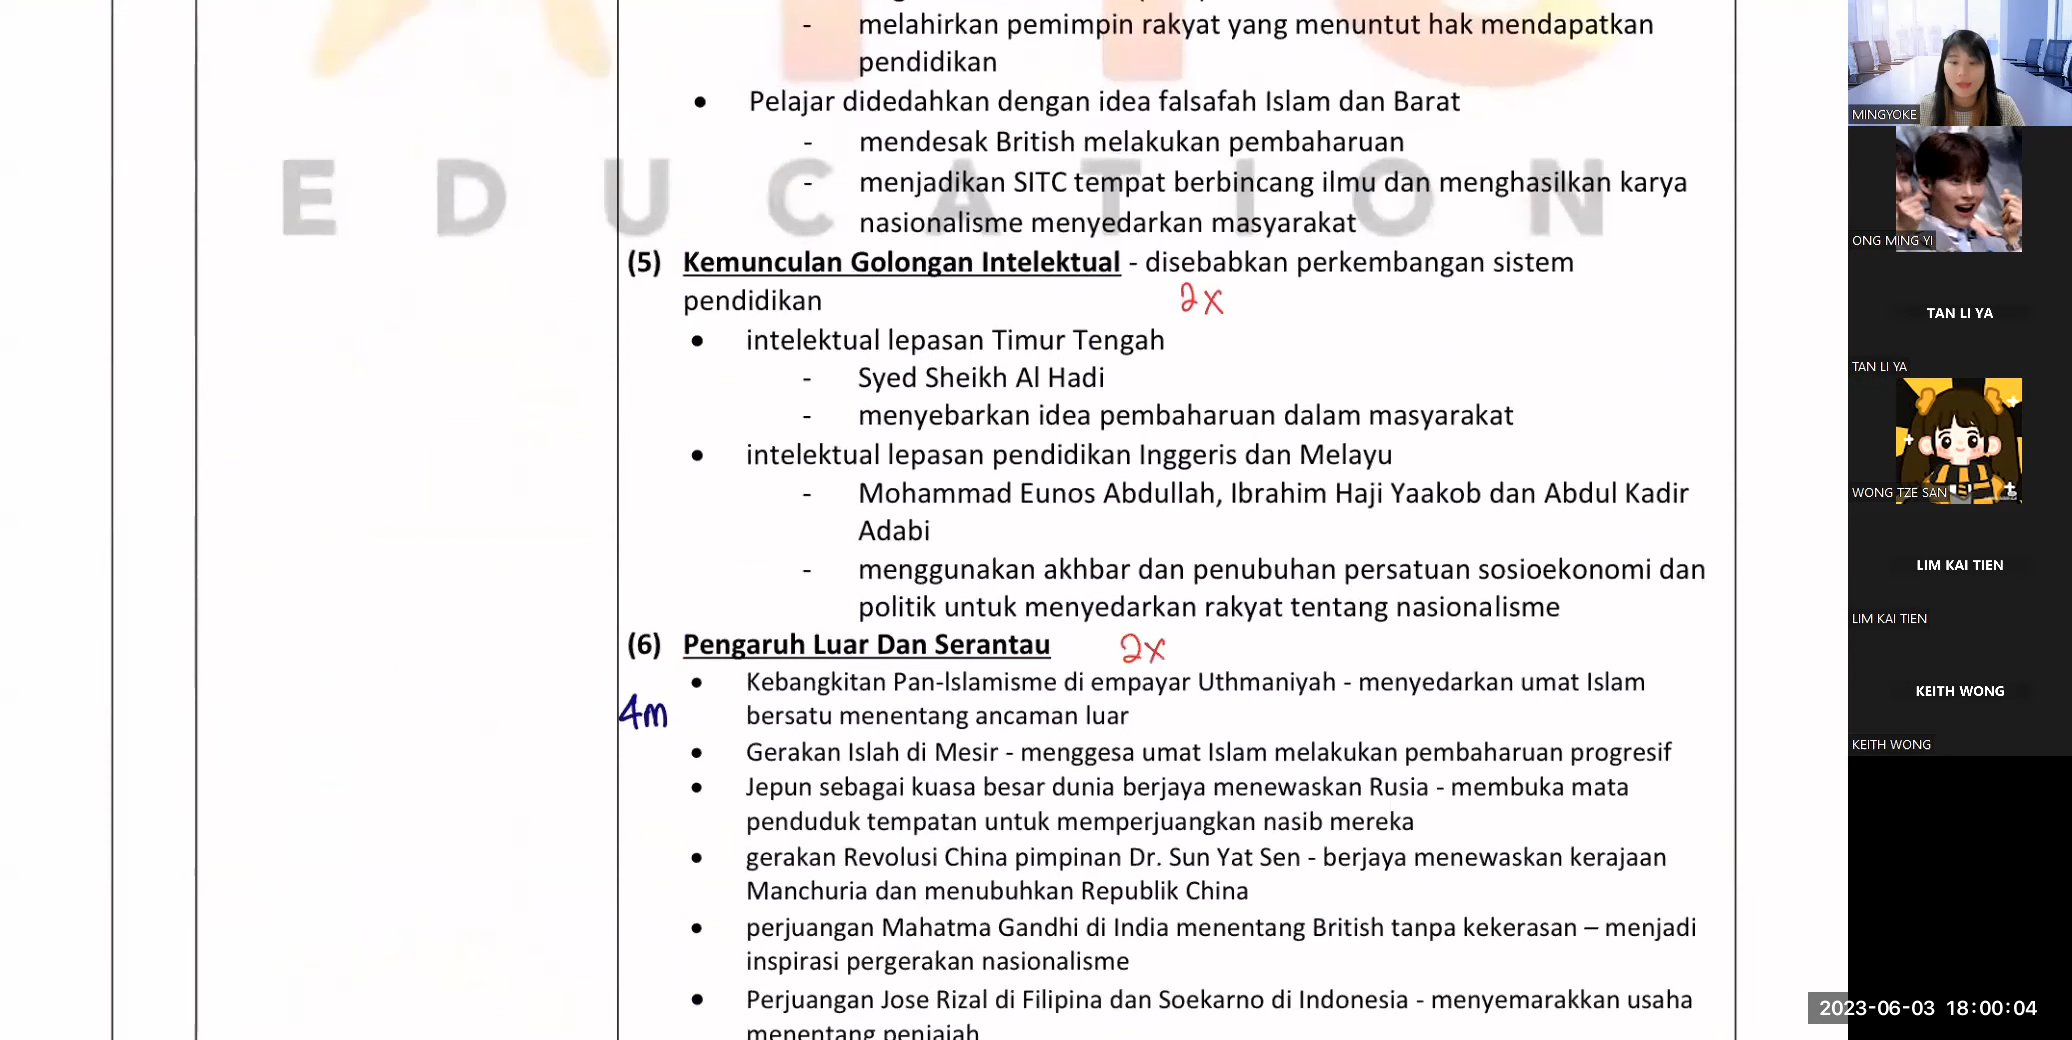 - melahirkan pemimpin rakyat yang menuntut hak mendapatkan
pendidikan
• Pelajar didedahkan dengan idea falsafah Islam dan Barat
- mendesak British melakukan pembaharuan
- menjadikan SITC tempat berbincang ilmu dan menghasilkan karya
nasionalisme menyedarkan masyarakat
EDUCATION
(5) Kemunculan Golongan Intelektual - disebabkan perkembangan sistem
pendidikan 2x
• intelektual lepasan Timur Tengah
- Syed Sheikh Al Hadi
- menyebarkan idea pembaharuan dalam masyarakat
• intelektual lepasan pendidikan Inggeris dan Melayu
- Mohammad Eunos Abdullah, Ibrahim Haji Yaakob dan Abdul Kadir
Adabi
- menggunakan akhbar dan penubuhan persatuan sosioekonomi dan
politik untuk menyedarkan rakyat tentang nasionalisme
(6) Pengaruh Luar Dan Serantau 2x
4m
• Kebangkitan Pan-Islamisme di empayar Uthmaniyah - menyedarkan umat Islam
bersatu menentang ancaman luar
• Gerakan Islah di Mesir - menggesa umat Islam melakukan pembaharuan progresif
• Jepun sebagai kuasa besar dunia berjaya menewaskan Rusia - membuka mata
penduduk tempatan untuk memperjuangkan nasib mereka
• gerakan Revolusi China pimpinan Dr. Sun Yat Sen - berjaya menewaskan kerajaan
Manchuria dan menubuhkan Republik China
• perjuangan Mahatma Gandhi di India menentang British tanpa kekerasan – menjadi
inspirasi pergerakan nasionalisme
• Perjuangan Jose Rizal di Filipina dan Soekarno di Indonesia - menyemarakkan usaha
menentang penjajah
MINGYOKE
ONG MING YI
TAN LI YA
TAN LI YA
WONG TZE SAN
LIM KAI TIEN
LIM KAI TIEN
KEITH WONG
KEITH WONG
2023-06-03 18:00:04